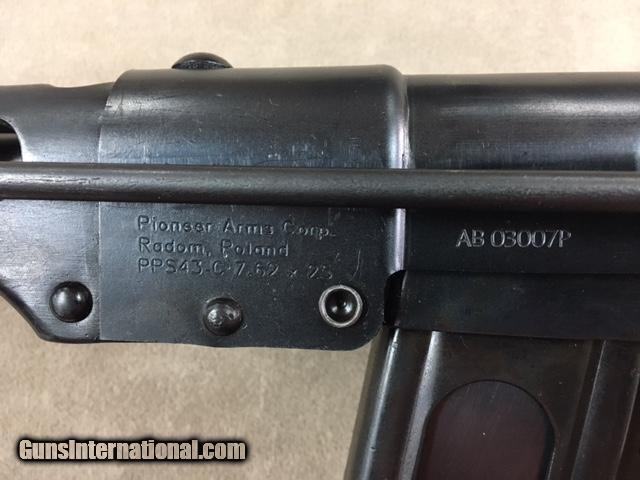 Pioneer Arms Corp.
Radom, Poland
PPS43-C 7.62 x 25
AB 03007P
GunsInternational.com